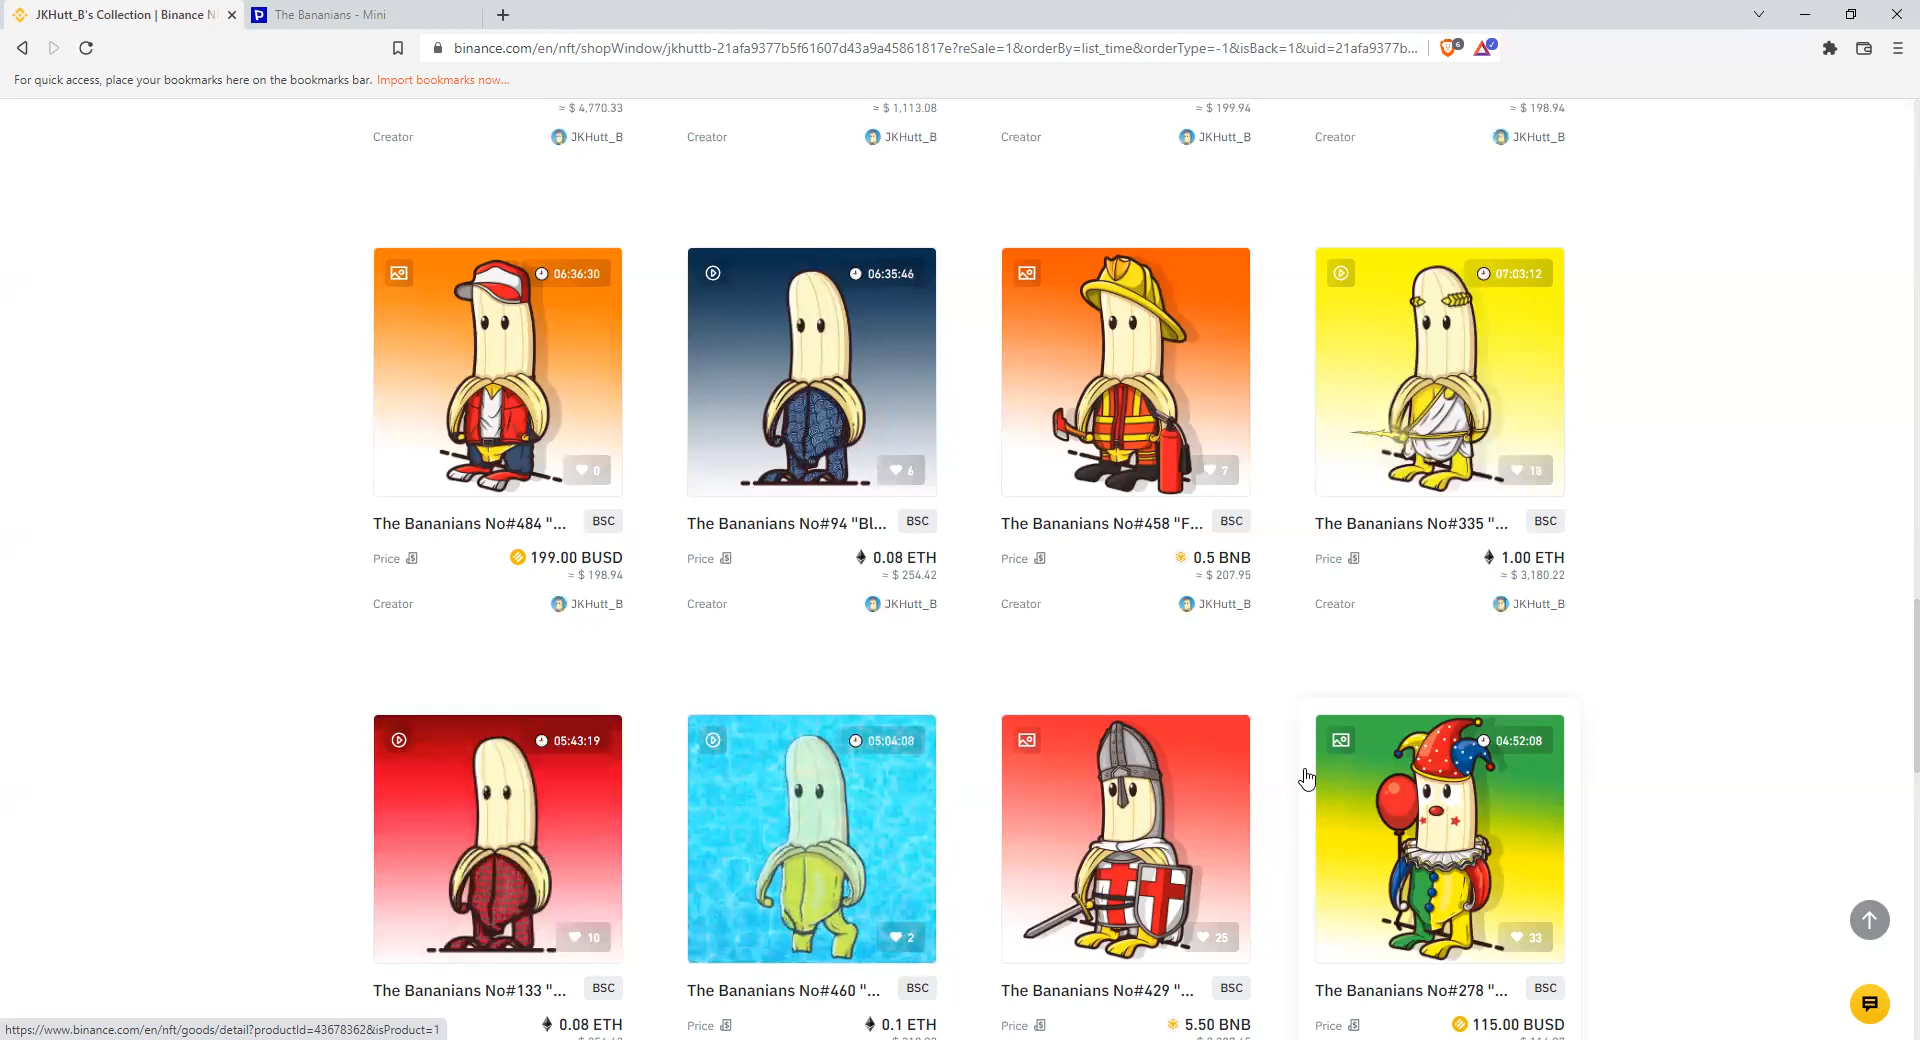 JKHutt_B's Collection | Binance N
The Bananians - Mini
binance.com/en/nft/shopWindow/jkhuttb-21afa9377b5f61607d43a9a45861817e?reSale=1&orderBy=list_time&orderType=-1&isBack=1&uid=21afa9377b...
6
For quick access, place your bookmarks here on the bookmarks bar. Import bookmarks now...
≈ $ 4,770.33 ≈ $ 1,113.08 ≈ $ 199.94 ≈ $ 198.94
Creator JKHutt_B Creator JKHutt_B Creator JKHutt_B Creator JKHutt_B
06:36:30 06:35:46 07:03:12
0 6 7 18
The Bananians No#484 "... BSC The Bananians No#94 "Bl... BSC The Bananians No#458 "F... BSC The Bananians No#335 "... BSC
Price 199.00 BUSD Price 0.08 ETH Price 0.5 BNB Price 1.00 ETH
≈ $ 198.94 ≈ $ 254.42 ≈ $ 207.95 ≈ $ 3,180.22
Creator JKHutt_B Creator JKHutt_B Creator JKHutt_B Creator JKHutt_B
05:43:19 05:04:08 04:52:08
10 2 25 33
The Bananians No#133 "... BSC The Bananians No#460 "... BSC The Bananians No#429 "... BSC The Bananians No#278 "... BSC
0.08 ETH Price 0.1 ETH Price 5.50 BNB Price 115.00 BUSD
https://www.binance.com/en/nft/goods/detail?productId=43678362&isProduct=1